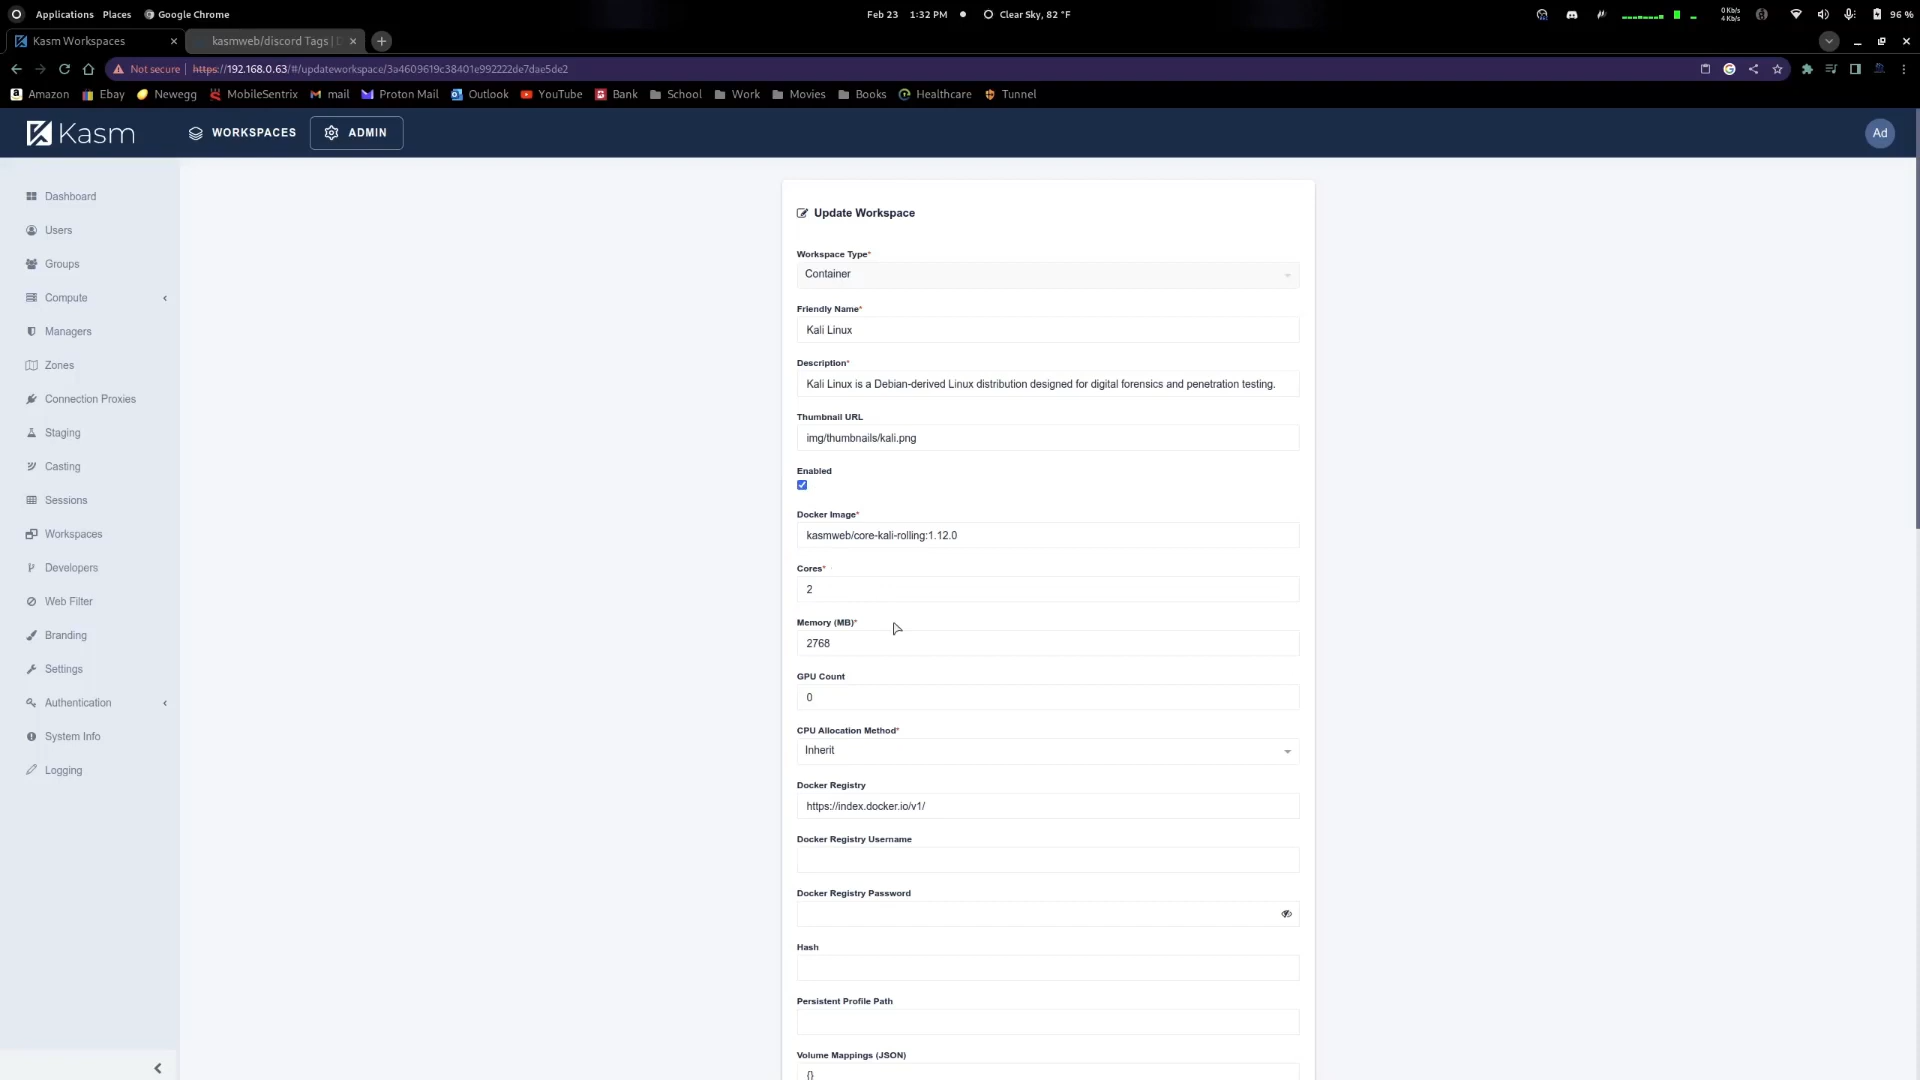 Applications Places Google Chrome
Feb 23 1:32 PM
Clear Sky, 82 °F
0 Kb/s
4 Kb/s
96 %
Kasm Workspaces
kasmweb/discord Tags | D
Not secure
https://192.168.0.63/#/updateworkspace/3a4609619c38401e992222de7dae5de2
Amazon Ebay Newegg MobileSentrix mail Proton Mail Outlook YouTube Bank School Work Movies Books Healthcare Tunnel
Kasm
WORKSPACES
ADMIN
Ad
Dashboard
Users
Groups
Compute
Managers
Zones
Connection Proxies
Staging
Casting
Sessions
Workspaces
Developers
Web Filter
Branding
Settings
Authentication
System Info
Logging
Update Workspace
Workspace Type*
Container
Friendly Name*
Kali Linux
Description*
Kali Linux is a Debian-derived Linux distribution designed for digital forensics and penetration testing.
Thumbnail URL
img/thumbnails/kali.png
Enabled
Docker Image*
kasmweb/core-kali-rolling:1.12.0
Cores*
2
Memory (MB)*
2768
GPU Count
0
CPU Allocation Method*
Inherit
Docker Registry
https://index.docker.io/v1/
Docker Registry Username
Docker Registry Password
Hash
Persistent Profile Path
Volume Mappings (JSON)
{}